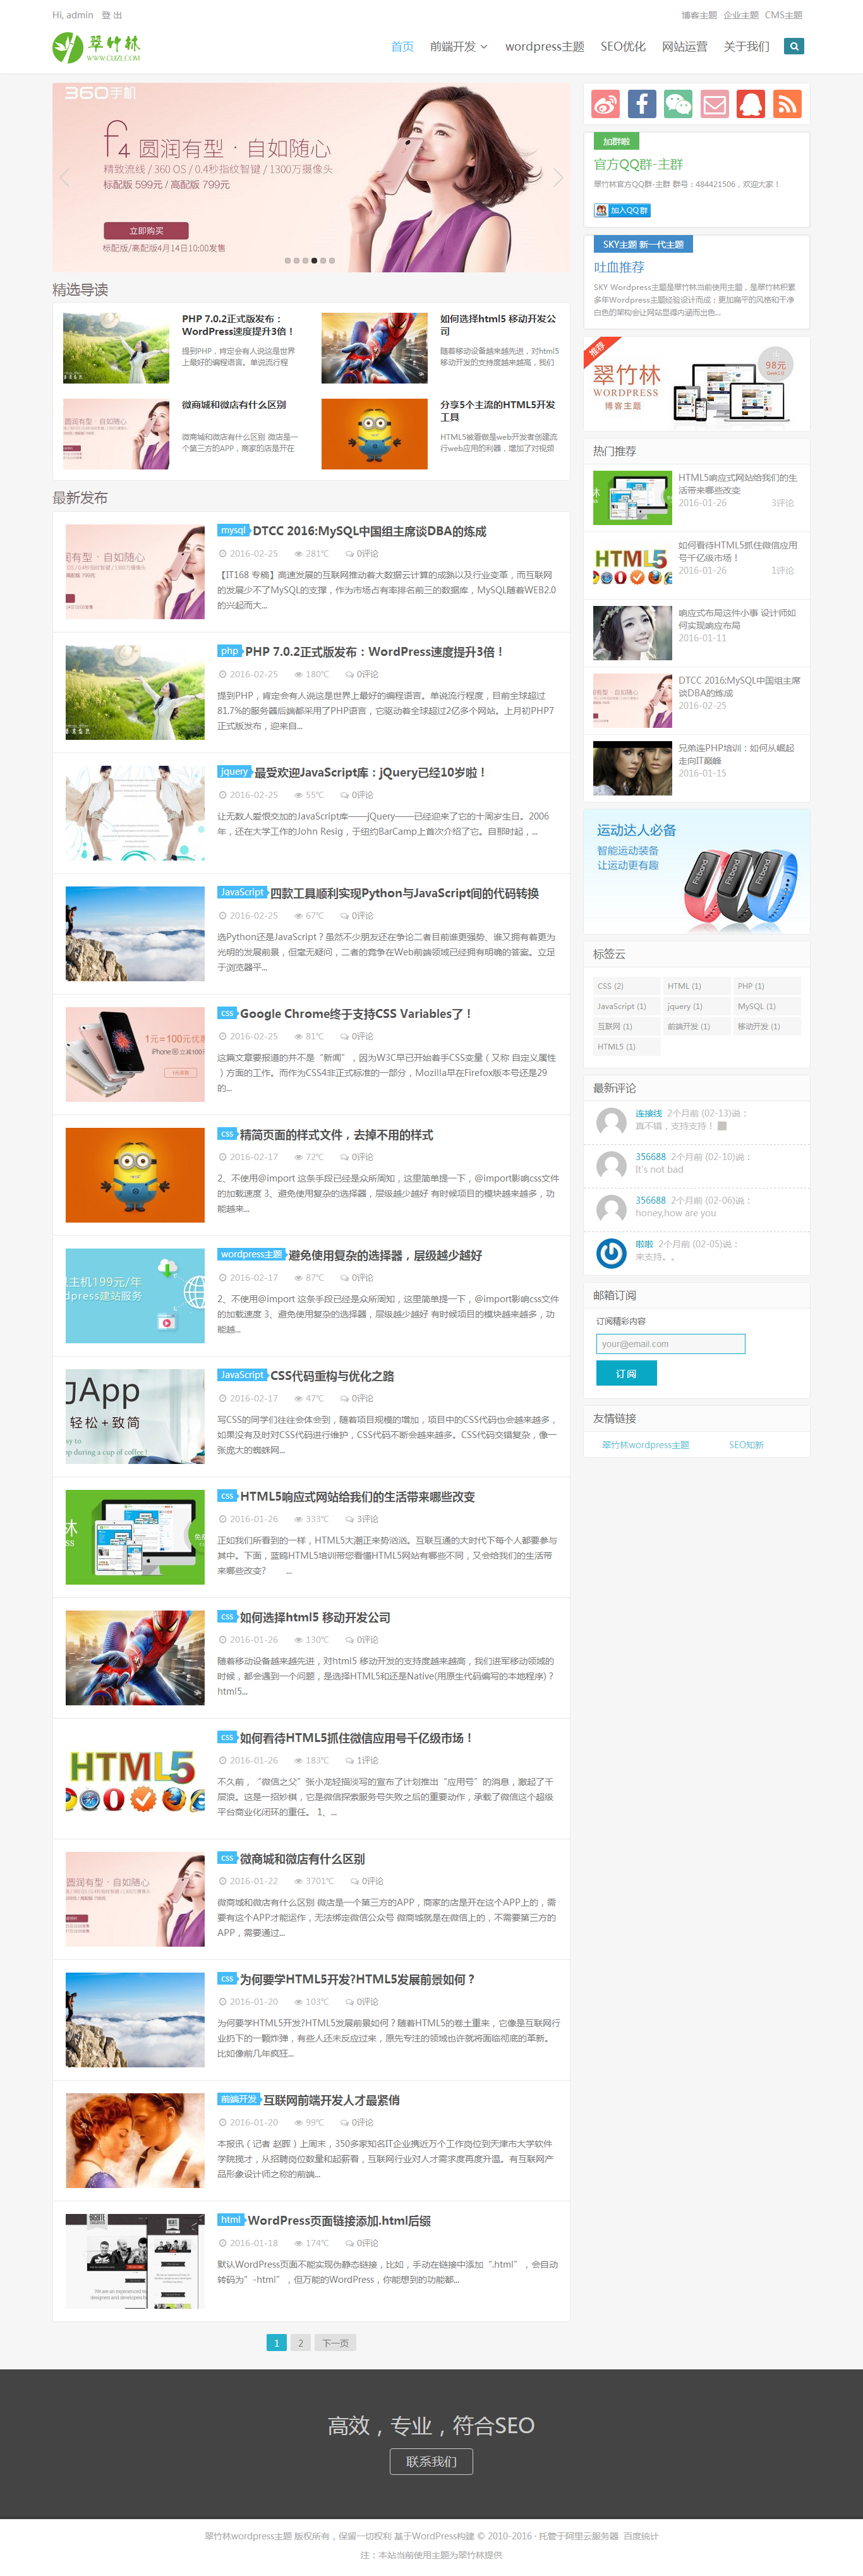 Hi, admin 登 出
博客主题 企业主题 CMS主题
翠竹林
WWW.CUZL.COM
首页 前端开发 wordpress主题 SEO优化 网站运营 关于我们
360手机
f4 圆润有型 · 自如随心
精致流线 / 360 OS / 0.4秒指纹智键 / 1300万摄像头
标配版 599元 / 高配版 799元
立即购买
标配版/高配版4月14日10:00发售
精选导读
PHP 7.0.2正式版发布：
WordPress速度提升3倍！
提到PHP，肯定会有人说这是世界
上最好的编程语言。单说流行程
如何选择html5 移动开发公
司
随着移动设备越来越先进，对html5
移动开发的支持度越来越高，我们
微商城和微店有什么区别
微商城和微店有什么区别 微店是一
个第三方的APP，商家的店是开在
分享5个主流的HTML5开发
工具
HTML5被看做是web开发者创建流
行web应用的利器，增加了对视频
最新发布
mysql DTCC 2016:MySQL中国组主席谈DBA的炼成
2016-02-25 281℃ 0评论
【IT168 专稿】高速发展的互联网推动着大数据云计算的成熟以及行业变革，而互联网
的发展少不了MySQL的支撑，作为市场占有率排名前三的数据库，MySQL随着WEB2.0
的兴起而大...
php PHP 7.0.2正式版发布：WordPress速度提升3倍！
2016-02-25 180℃ 0评论
提到PHP，肯定会有人说这是世界上最好的编程语言。单说流行程度，目前全球超过
81.7%的服务器后端都采用了PHP语言，它驱动着全球超过2亿多个网站。上月初PHP7
正式版发布，迎来自...
jquery 最受欢迎JavaScript库：jQuery已经10岁啦！
2016-02-25 55℃ 0评论
让无数人爱恨交加的JavaScript库——jQuery——已经迎来了它的十周岁生日。2006
年，还在大学工作的John Resig，于纽约BarCamp上首次介绍了它。自那时起，...
JavaScript 四款工具顺利实现Python与JavaScript间的代码转换
2016-02-25 67℃ 0评论
选Python还是JavaScript？虽然不少朋友还在争论二者目前谁更强势、谁又拥有着更为
光明的发展前景，但毫无疑问，二者的竞争在Web前端领域已经拥有明确的答案。立足
于浏览器平...
css Google Chrome终于支持CSS Variables了！
2016-02-25 81℃ 0评论
这篇文章要报道的并不是“新闻”，因为W3C早已开始着手CSS变量（又称 自定义属性
）方面的工作。而作为CSS4非正式标准的一部分，Mozilla早在Firefox版本号还是29
的...
1元=100元优惠
iPhone
css 精简页面的样式文件，去掉不用的样式
2016-02-17 72℃ 0评论
2、不使用@import 这条手段已经是众所周知，这里简单提一下，@import影响css文件
的加载速度 3、避免使用复杂的选择器，层级越少越好 有时候项目的模块越来越多，功
能越来...
主机199元/年
dpress建站服务
wordpress主题 避免使用复杂的选择器，层级越少越好
2016-02-17 87℃ 0评论
2、不使用@import 这条手段已经是众所周知，这里简单提一下，@import影响css文件
的加载速度 3、避免使用复杂的选择器，层级越少越好 有时候项目的模块越来越多，功
能越...
App
轻松+致简
JavaScript CSS代码重构与优化之路
2016-02-17 47℃ 0评论
写CSS的同学们往往会体会到，随着项目规模的增加，项目中的CSS代码也会越来越多，
如果没有及时对CSS代码进行维护，CSS代码不断会越来越多。CSS代码交错复杂，像一
张庞大的蜘蛛网...
css HTML5响应式网站给我们的生活带来哪些改变
2016-01-26 333℃ 3评论
正如我们所看到的一样，HTML5大潮正来势汹汹。互联互通的大时代下每个人都要参与
其中。下面，蓝鸥HTML5培训带您看懂HTML5网站有哪些不同，又会给我们的生活带
来哪些改变? ...
css 如何选择html5 移动开发公司
2016-01-26 130℃ 0评论
随着移动设备越来越先进，对html5 移动开发的支持度越来越高，我们进军移动领域的
时候，都会遇到一个问题，是选择HTML5和还是Native(用原生代码编写的本地程序)？
html5...
HTML5
css 如何看待HTML5抓住微信应用号千亿级市场！
2016-01-26 183℃ 1评论
不久前，“微信之父”张小龙轻描淡写的宣布了计划推出“应用号”的消息，激起了千
层浪。这是一招妙棋，它是微信探索服务号失败之后的重要动作，承载了微信这个超级
平台商业化闭环的重任。 1、...
css 微商城和微店有什么区别
2016-01-22 3701℃ 0评论
微商城和微店有什么区别 微店是一个第三方的APP，商家的店是开在这个APP上的，需
要有这个APP才能运作，无法绑定微信公众号 微商城就是在微信上的，不需要第三方的
APP，需要通过...
css 为何要学HTML5开发?HTML5发展前景如何？
2016-01-20 103℃ 0评论
为何要学HTML5开发?HTML5发展前景如何？随着HTML5的卷土重来，它像是互联网行
业扔下的一颗炸弹，有些人还未反应过来，原先专注的领域也许就将面临彻底的革新。
比如像前几年疯狂...
前端开发 互联网前端开发人才最紧俏
2016-01-20 99℃ 0评论
本报讯（记者 赵晖）上周末，350多家知名IT企业携近万个工作岗位到天津市大学软件
学院揽才，从招聘岗位数量和起薪看，互联网行业对人才需求度再度升温。有互联网产
品形象设计师之称的前端...
html WordPress页面链接添加.html后缀
2016-01-18 174℃ 0评论
默认WordPress页面不能实现伪静态链接，比如，手动在链接中添加“.html”，会自动
转码为”-html”，但万能的WordPress，你能想到的功能都...
1 2 下一页
加群啦
官方QQ群-主群
翠竹林官方QQ群-主群 群号：484421506，欢迎大家！
加入QQ群
SKY主题 新一代主题
吐血推荐
SKY Wordpress主题是翠竹林当前使用主题，是翠竹林积累
多年Wordpress主题经验设计而成；更加扁平的风格和干净
白色的架构会让网站显得内涵而出色...
推荐
翠竹林
WORDPRESS
博客主题
98元
热门推荐
HTML5响应式网站给我们的生
活带来哪些改变
2016-01-26 3评论
如何看待HTML5抓住微信应用
号千亿级市场！
2016-01-26 1评论
响应式布局这件小事 设计师如
何实现响应布局
2016-01-11
DTCC 2016:MySQL中国组主席
谈DBA的炼成
2016-02-25
兄弟连PHP培训：如何从崛起
走向IT巅峰
2016-01-15
运动达人必备
智能运动装备
让运动更有趣
标签云
CSS (2) HTML (1) PHP (1)
JavaScript (1) jquery (1) MySQL (1)
互联网 (1) 前端开发 (1) 移动开发 (1)
HTML5 (1)
最新评论
连接线 2个月前 (02-13)说：
真不错，支持支持！
356688 2个月前 (02-10)说：
It's not bad
356688 2个月前 (02-06)说：
honey,how are you
啦啦 2个月前 (02-05)说：
来支持。。
邮箱订阅
订阅精彩内容
your@email.com
订 阅
友情链接
翠竹林wordpress主题 SEO知新
高效，专业，符合SEO
联系我们
翠竹林wordpress主题 版权所有，保留一切权利 基于WordPress构建 © 2010-2016 · 托管于阿里云服务器 百度统计
注：本站当前使用主题为翠竹林提供